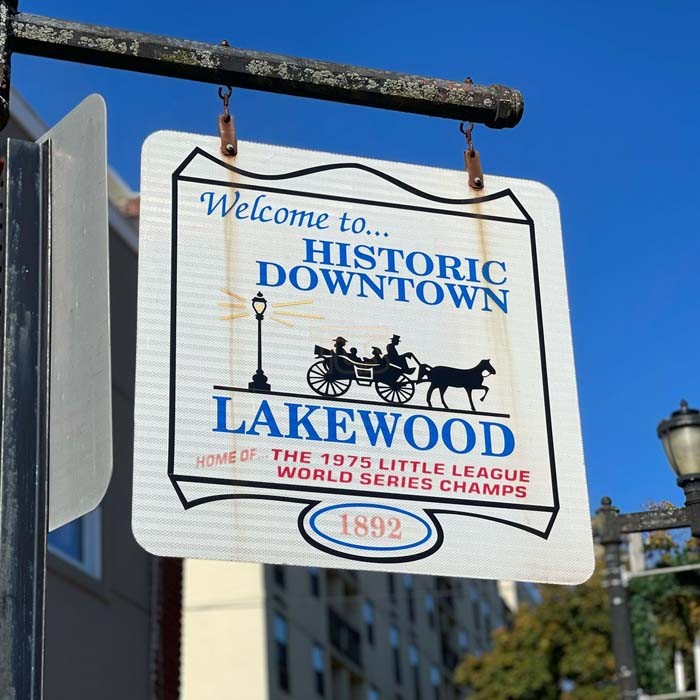 Welcome to...
HISTORIC
DOWNTOWN
LAKEWOOD
HOME OF... THE 1975 LITTLE LEAGUE
WORLD SERIES CHAMPS
1892